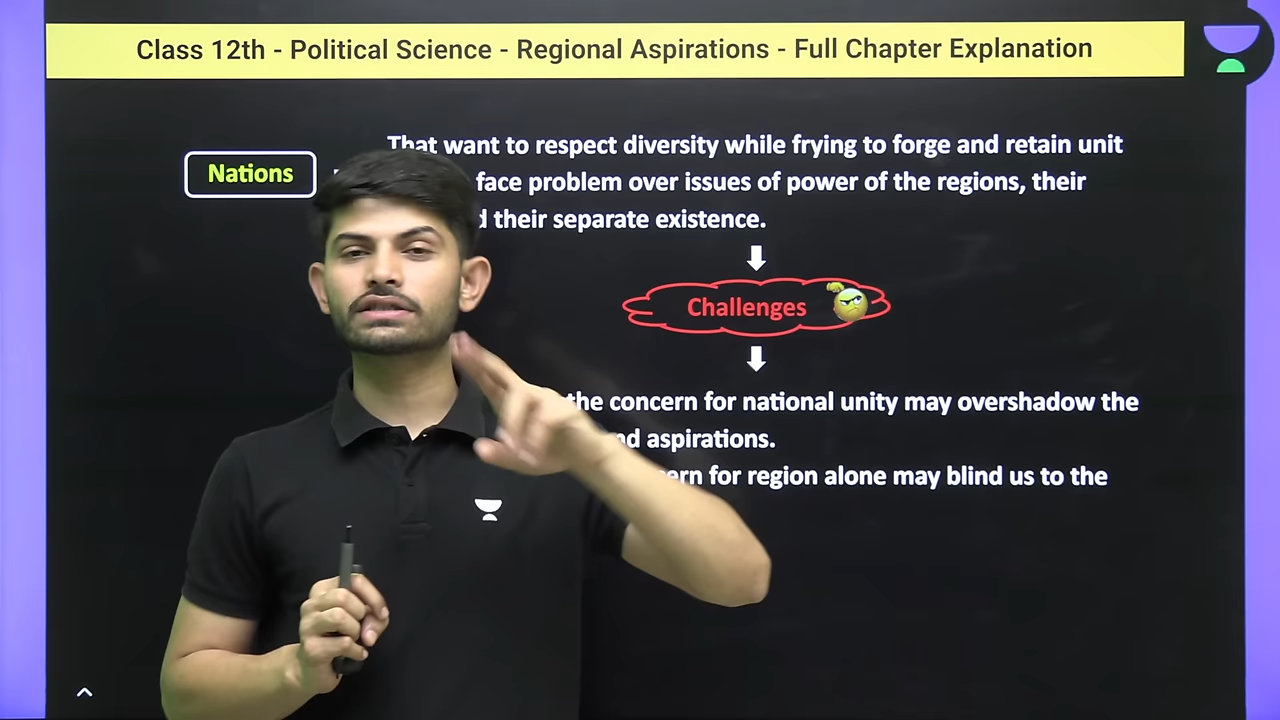 Class 12th - Political Science - Regional Aspirations - Full Chapter Explanation
That want to respect diversity while frying to forge and retain unit
Nations
face problem over issues of power of the regions, their
their separate existence.
Challenges
the concern for national unity may overshadow the
aspirations.
for region alone may blind us to the